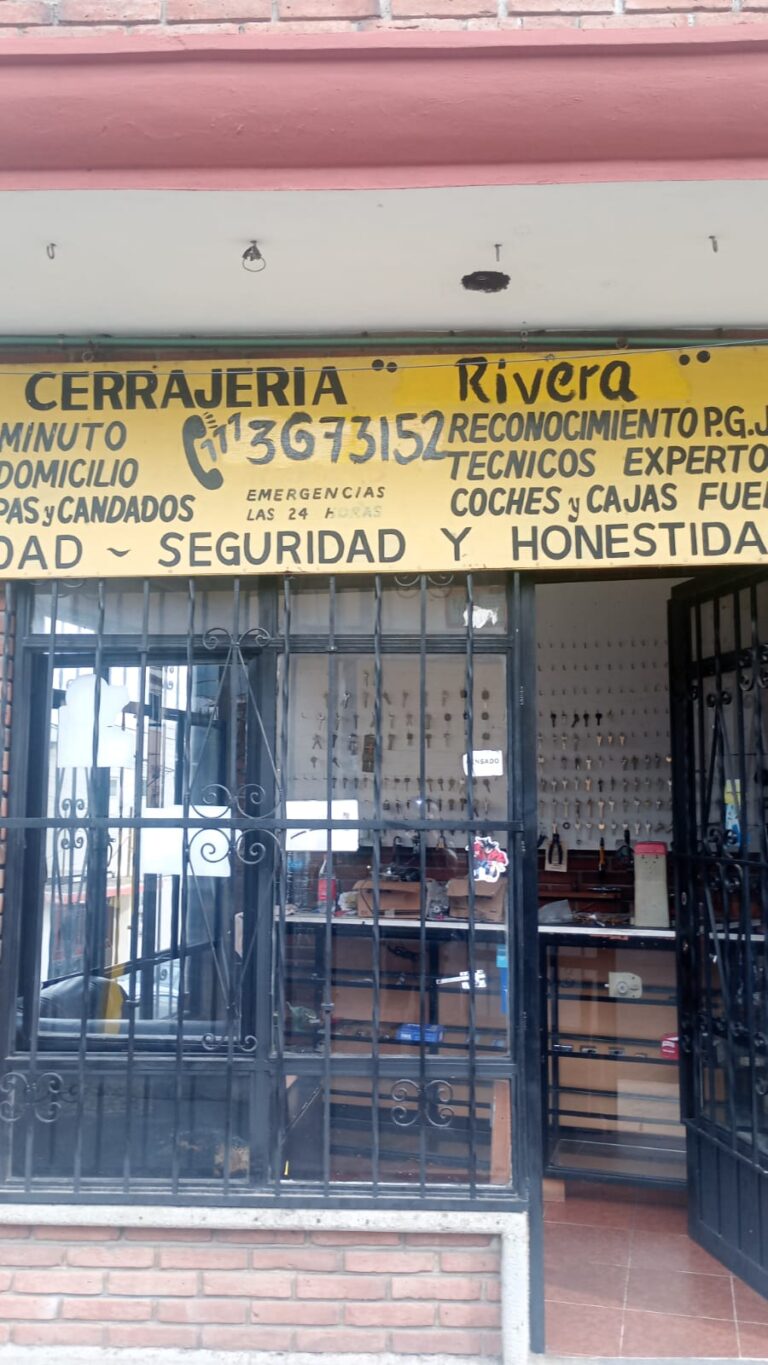 CERRAJERIA " Rivera "
MINUTO
DOMICILIO
PAS y CANDADOS
3673152
EMERGENCIAS
LAS 24 HORAS
RECONOCIMIENTO P.G.J
TECNICOS EXPERTO
COCHES y CAJAS FUE
DAD ~ SEGURIDAD Y HONESTIDA